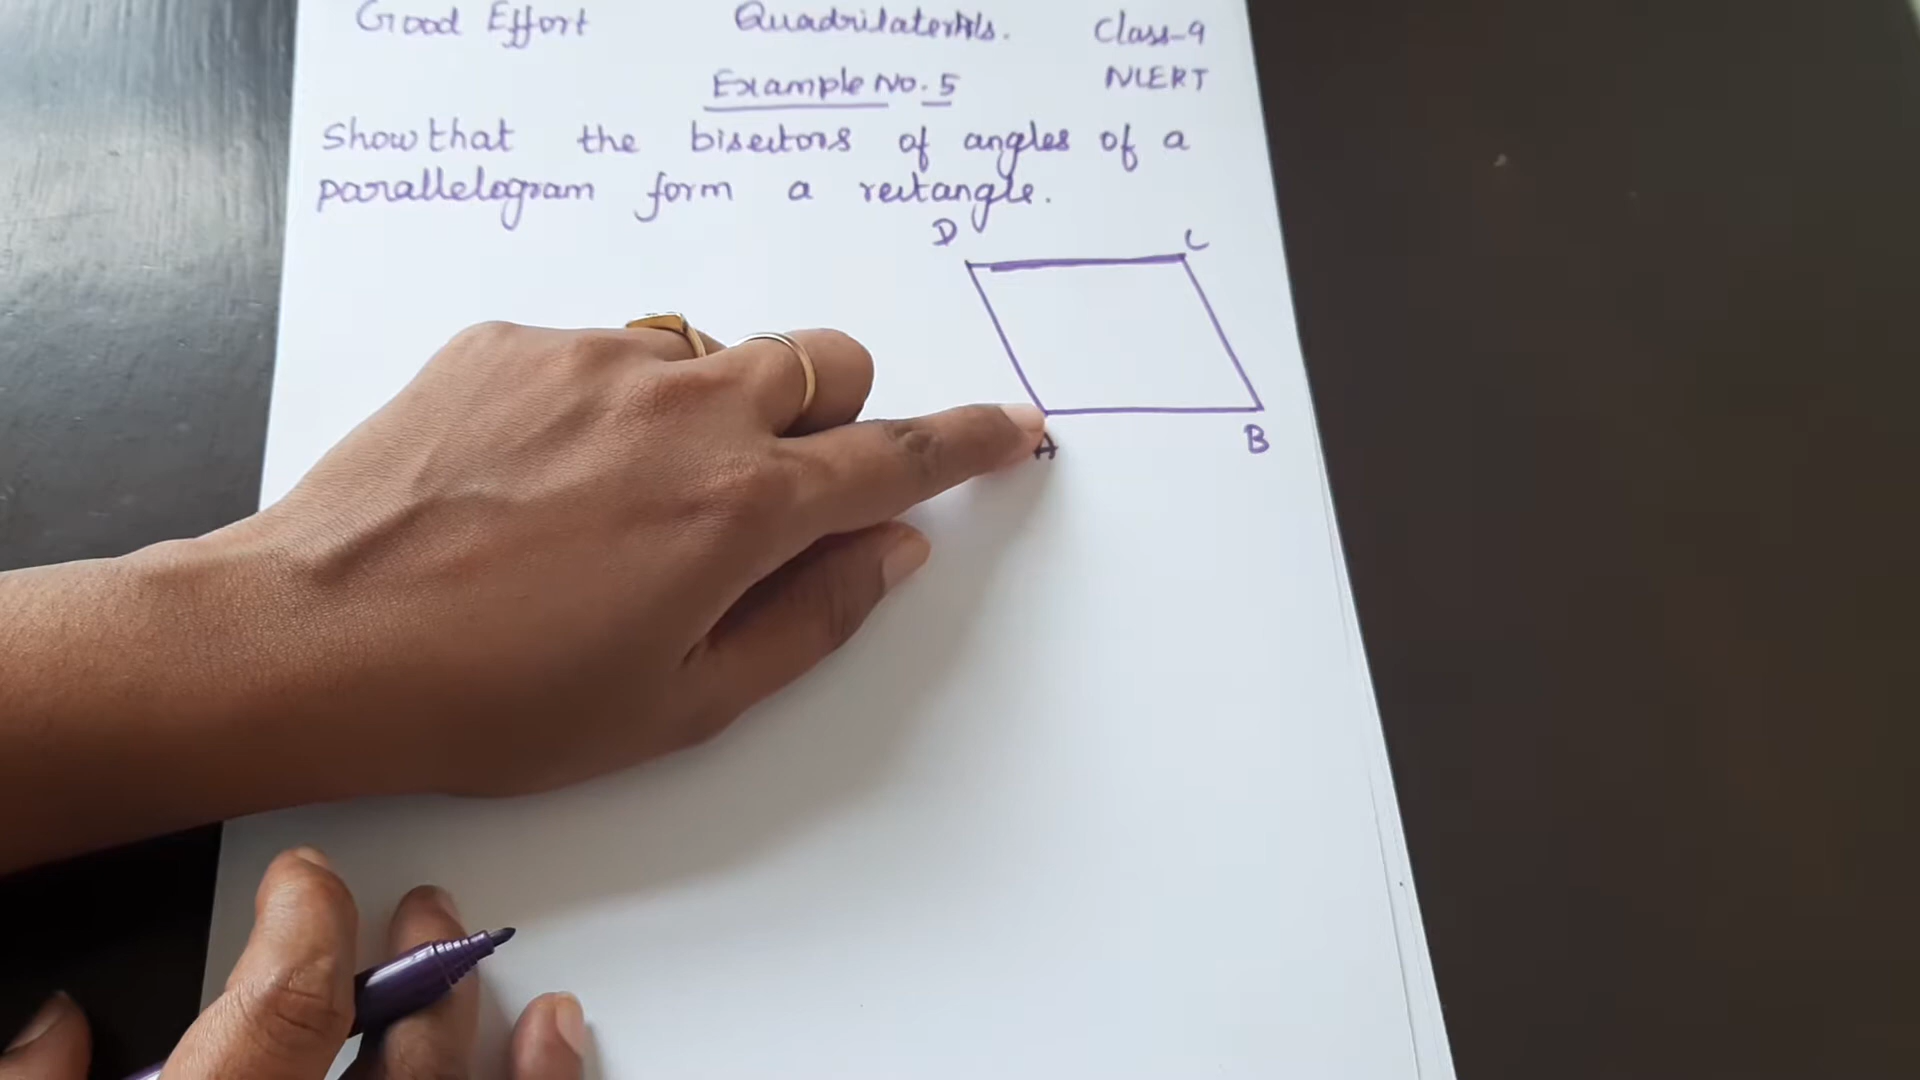 Good Effort Quadrilaterals. Class-9
Example No. 5 NCERT
Show that the bisectors of angles of a
parallelogram form a rectangle.
D C
A B